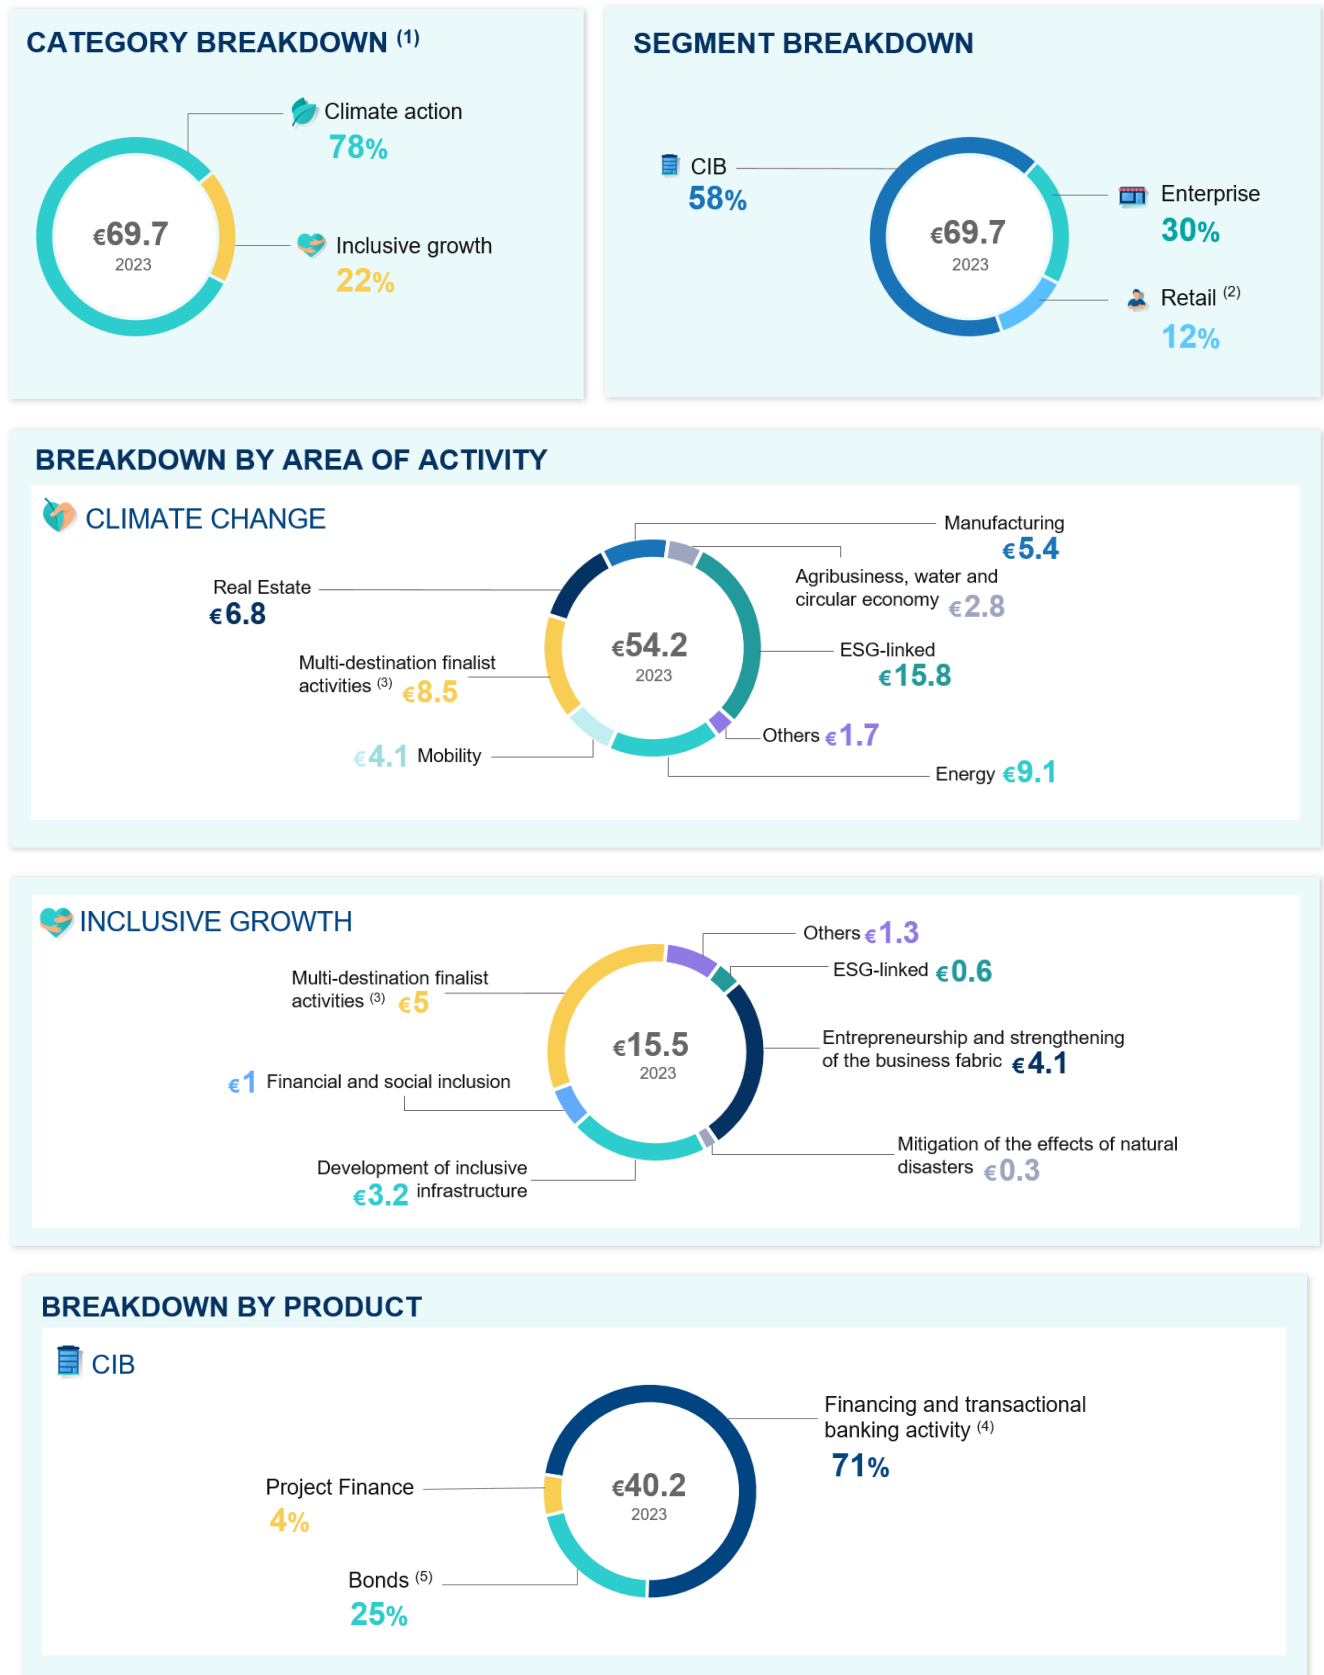 CATEGORY BREAKDOWN (1)
Climate action
78%
€69.7
2023
Inclusive growth
22%
SEGMENT BREAKDOWN
CIB
58%
€69.7
2023
Enterprise
30%
Retail (2)
12%
BREAKDOWN BY AREA OF ACTIVITY
CLIMATE CHANGE
Manufacturing
€5.4
Agribusiness, water and
circular economy €2.8
Real Estate
€6.8
€54.2
2023
ESG-linked
€15.8
Multi-destination finalist
activities (3) €8.5
Others €1.7
€4.1 Mobility
Energy €9.1
INCLUSIVE GROWTH
Others €1.3
ESG-linked €0.6
Multi-destination finalist
activities (3) €5
€15.5
2023
Entrepreneurship and strengthening
of the business fabric €4.1
€1 Financial and social inclusion
Mitigation of the effects of natural
disasters €0.3
Development of inclusive
€3.2 infrastructure
BREAKDOWN BY PRODUCT
CIB
Financing and transactional
banking activity (4)
71%
€40.2
2023
Project Finance
4%
Bonds (5)
25%